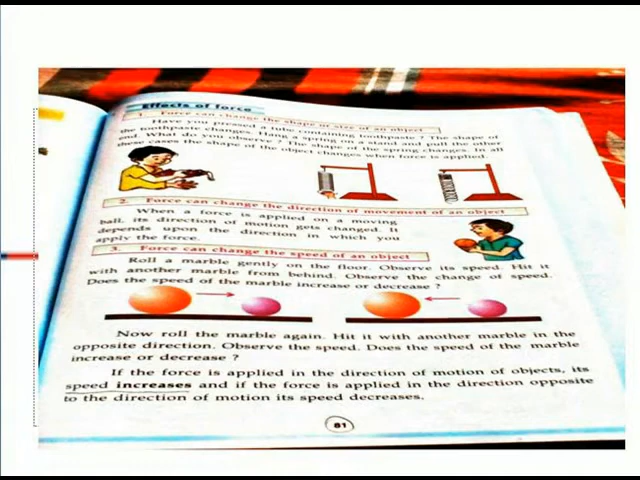 Effects of force
1. Force can change the shape or size of an object
Have you pressed a tube containing toothpaste ? The shape of
the toothpaste changes. Hang a spring on a stand and pull the other
end. What do you observe ? The shape of the spring changes. In all
these cases the shape of the object changes when force is applied.
2. Force can change the direction of movement of an object
When a force is applied on a moving
ball, its direction of motion gets changed. It
depends upon the direction in which you
apply the force.
3. Force can change the speed of an object
Roll a marble gently on the floor. Observe its speed. Hit it
with another marble from behind. Observe the change of speed.
Does the speed of the marble increase or decrease ?
Now roll the marble again. Hit it with another marble in the
opposite direction. Observe the speed. Does the speed of the marble
increase or decrease ?
If the force is applied in the direction of motion of objects, its
speed increases and if the force is applied in the direction opposite
to the direction of motion its speed decreases.
81